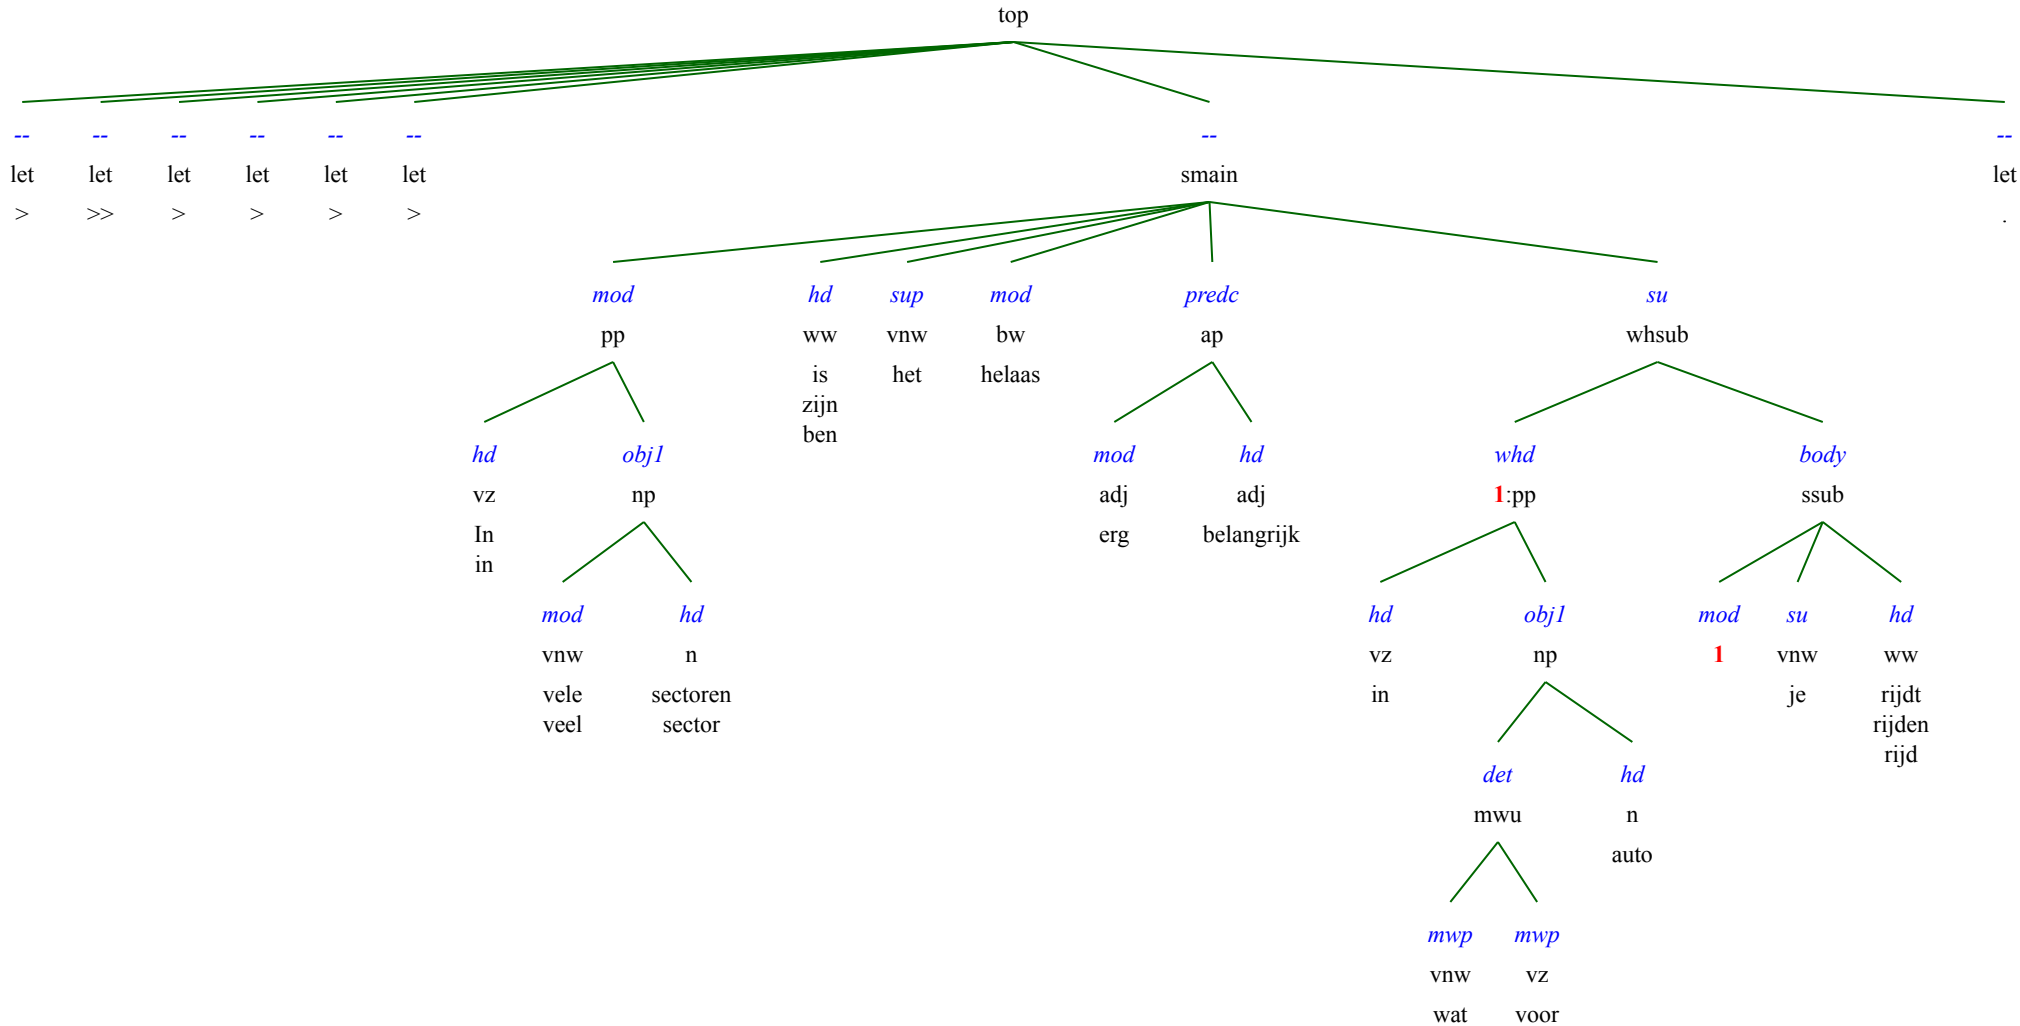 top
-- -- -- -- -- -- -- --
let let let let let let smain let
> >> > > > > .
mod hd sup mod predc su
pp ww vnw bw ap whsub
is het helaas
zijn
ben
hd obj1 mod hd whd body
vz np adj adj 1:pp ssub
In erg belangrijk
in
mod hd hd obj1 mod su hd
vnw n vz np 1 vnw ww
vele sectoren in je rijdt
veel sector rijden
rijd
det hd
mwu n
auto
mwp mwp
vnw vz
wat voor